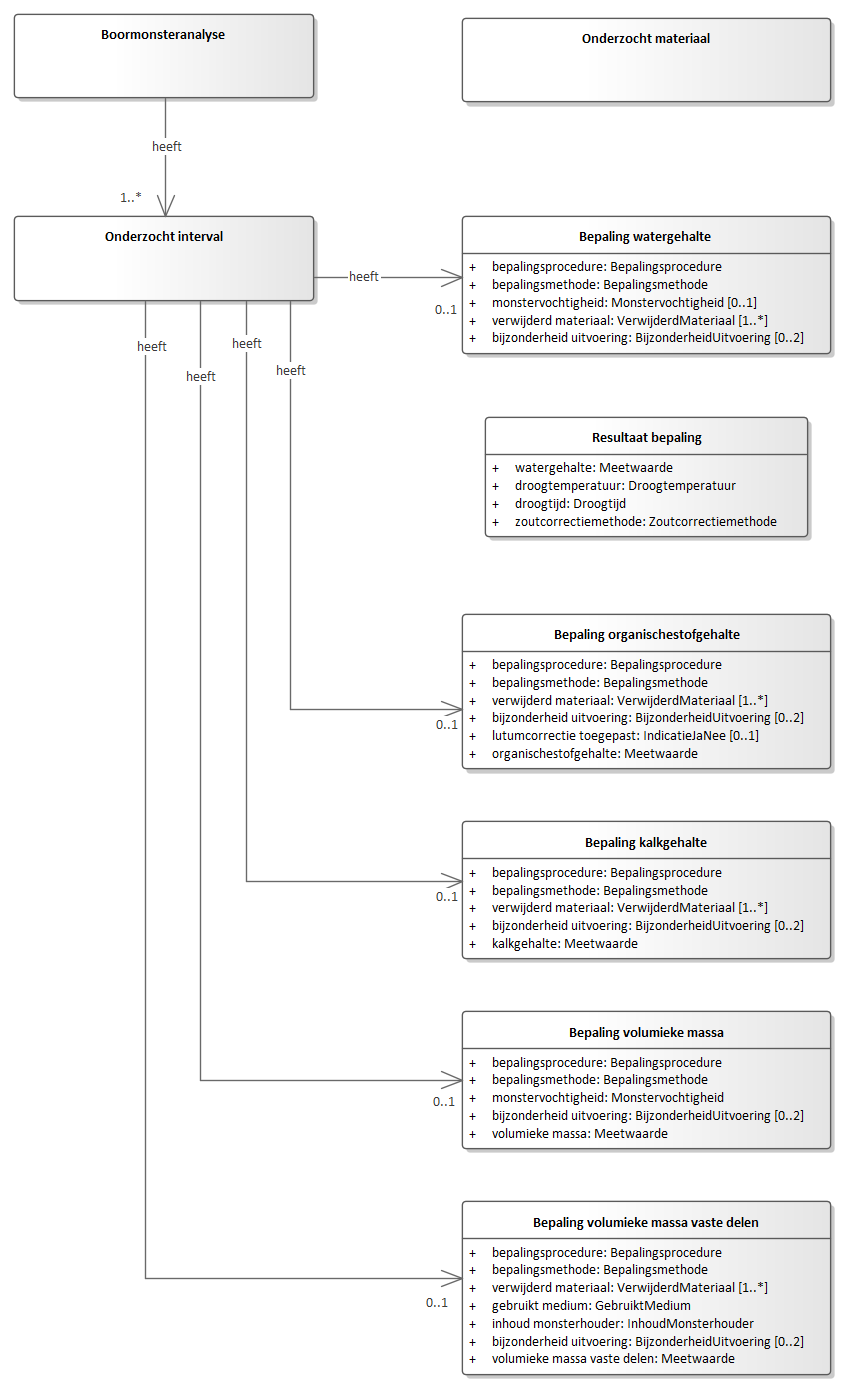 Boormonsteranalyse
Onderzocht materiaal
heeft
1..*
Onderzocht interval
heeft
0..1
Bepaling watergehalte
+ bepalingsprocedure: Bepalingsprocedure
+ bepalingsmethode: Bepalingsmethode
+ monstervochtigheid: Monstervochtigheid [0..1]
+ verwijderd materiaal: VerwijderdMateriaal [1..*]
+ bijzonderheid uitvoering: BijzonderheidUitvoering [0..2]
heeft
heeft
heeft
heeft
Resultaat bepaling
+ watergehalte: Meetwaarde
+ droogtemperatuur: Droogtemperatuur
+ droogtijd: Droogtijd
+ zoutcorrectiemethode: Zoutcorrectiemethode
0..1
Bepaling organischestofgehalte
+ bepalingsprocedure: Bepalingsprocedure
+ bepalingsmethode: Bepalingsmethode
+ verwijderd materiaal: VerwijderdMateriaal [1..*]
+ bijzonderheid uitvoering: BijzonderheidUitvoering [0..2]
+ lutumcorrectie toegepast: IndicatieJaNee [0..1]
+ organischestofgehalte: Meetwaarde
0..1
Bepaling kalkgehalte
+ bepalingsprocedure: Bepalingsprocedure
+ bepalingsmethode: Bepalingsmethode
+ verwijderd materiaal: VerwijderdMateriaal [1..*]
+ bijzonderheid uitvoering: BijzonderheidUitvoering [0..2]
+ kalkgehalte: Meetwaarde
0..1
Bepaling volumieke massa
+ bepalingsprocedure: Bepalingsprocedure
+ bepalingsmethode: Bepalingsmethode
+ monstervochtigheid: Monstervochtigheid
+ bijzonderheid uitvoering: BijzonderheidUitvoering [0..2]
+ volumieke massa: Meetwaarde
0..1
Bepaling volumieke massa vaste delen
+ bepalingsprocedure: Bepalingsprocedure
+ bepalingsmethode: Bepalingsmethode
+ verwijderd materiaal: VerwijderdMateriaal [1..*]
+ gebruikt medium: GebruiktMedium
+ inhoud monsterhouder: InhoudMonsterhouder
+ bijzonderheid uitvoering: BijzonderheidUitvoering [0..2]
+ volumieke massa vaste delen: Meetwaarde